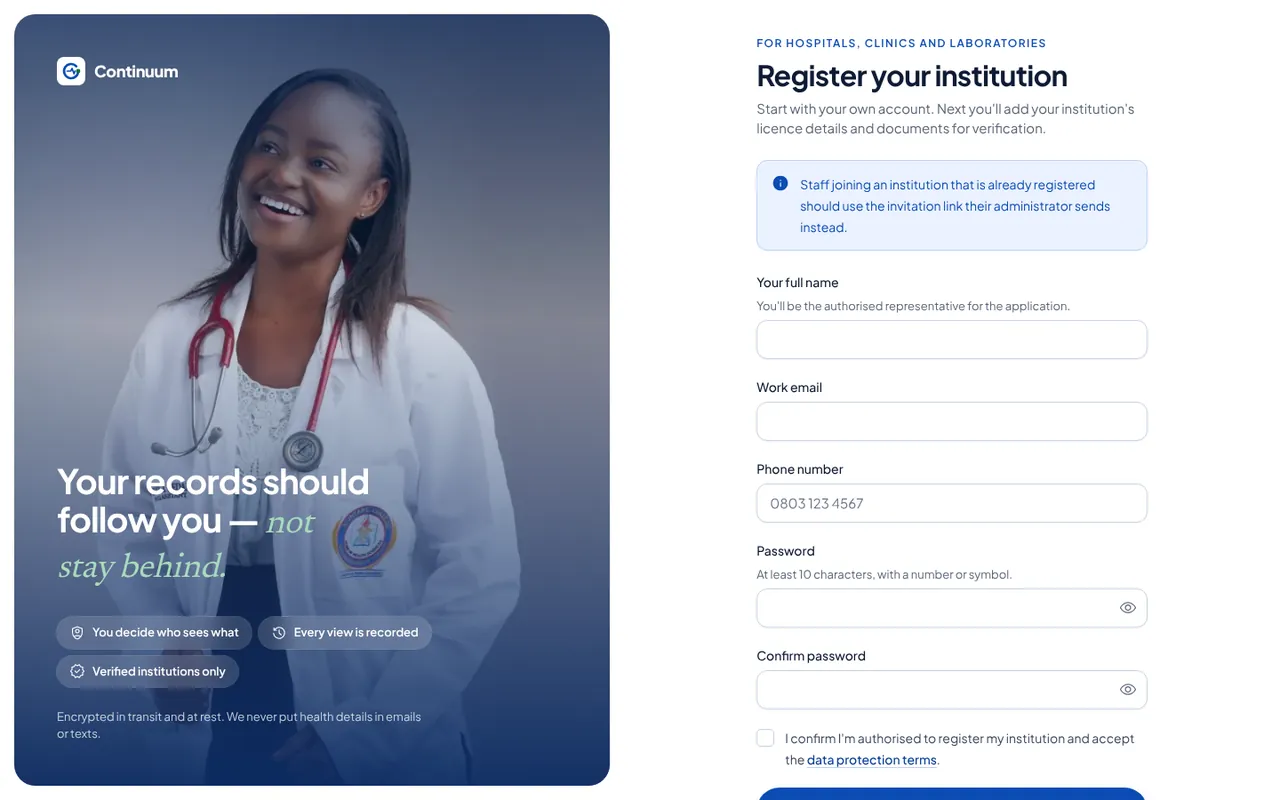 Continuum
Your records should
follow you — not
stay behind.
You decide who sees what
Every view is recorded
Verified institutions only
Encrypted in transit and at rest. We never put health details in emails
or texts.
FOR HOSPITALS, CLINICS AND LABORATORIES
Register your institution
Start with your own account. Next you'll add your institution's
licence details and documents for verification.
Staff joining an institution that is already registered
should use the invitation link their administrator sends
instead.
Your full name
You'll be the authorised representative for the application.
Work email
Phone number
0803 123 4567
Password
At least 10 characters, with a number or symbol.
Confirm password
I confirm I'm authorised to register my institution and accept
the data protection terms.